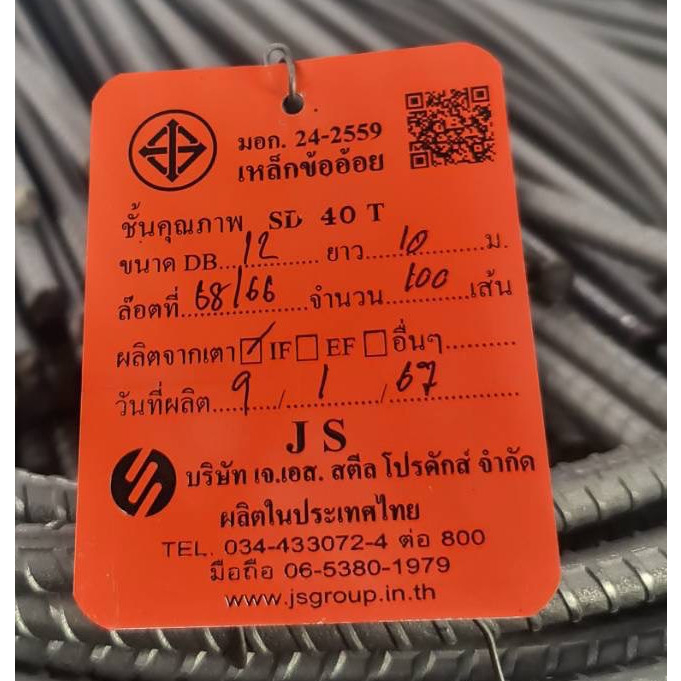 มอก. 24-2559
เหล็กข้ออ้อย
ชั้นคุณภาพ SD 40 T
ขนาด DB....12............ ยาว.....10..........ม.
ล๊อตที่..68/66............จำนวน.....100......เส้น
ผลิตจากเตา ☑ IF ☐ EF ☐ อื่นๆ..........
วันที่ผลิต...9..../....1...../....67............
J S
บริษัท เจ.เอส. สตีล โปรดักส์ จำกัด
ผลิตในประเทศไทย
TEL. 034-433072-4 ต่อ 800
มือถือ 06-5380-1979
www.jsgroup.in.th